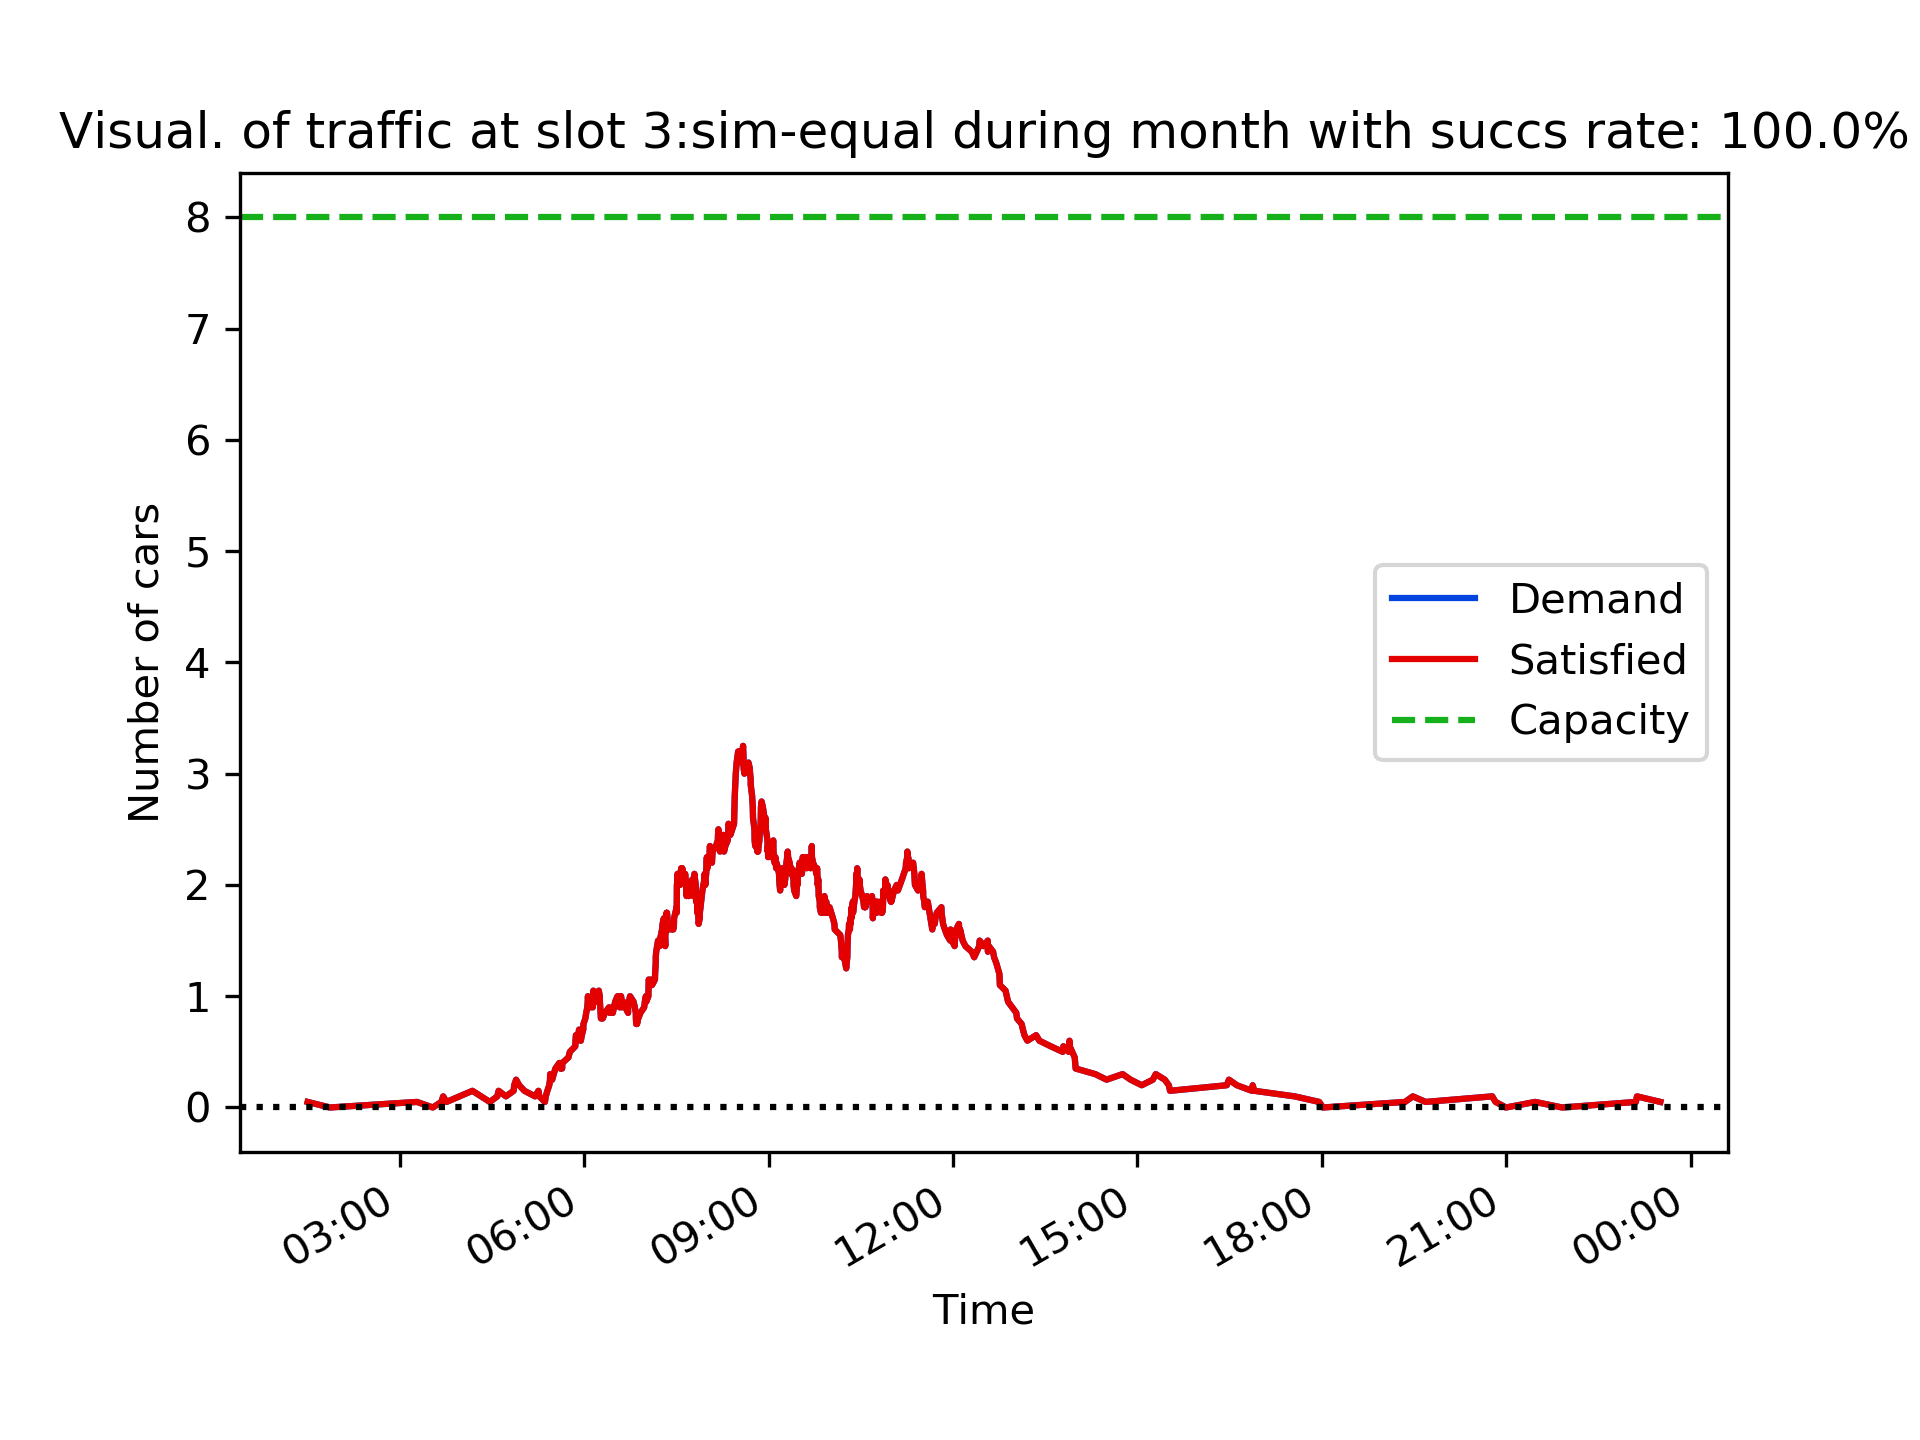 Visual. of traffic at slot 3:sim-equal during month with succs rate: 100.0%
8
7
6
5
4
3
2
1
0
Number of cars
Demand
Satisfied
Capacity
03:00
06:00
09:00
12:00
15:00
18:00
21:00
00:00
Time